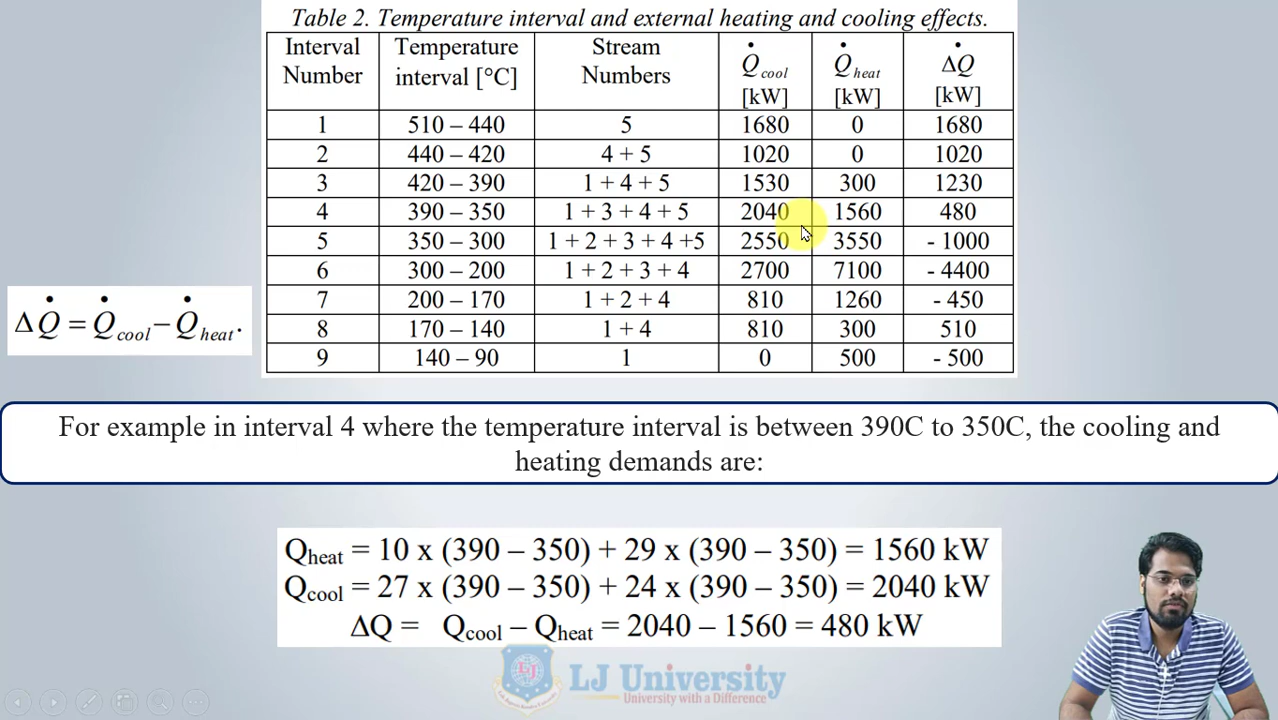 Table 2. Temperature interval and external heating and cooling effects.
Interval Number Temperature interval [°C] Stream Numbers Q̇cool [kW] Q̇heat [kW] ΔQ̇ [kW]
1 510 – 440 5 1680 0 1680
2 440 – 420 4 + 5 1020 0 1020
3 420 – 390 1 + 4 + 5 1530 300 1230
4 390 – 350 1 + 3 + 4 + 5 2040 1560 480
5 350 – 300 1 + 2 + 3 + 4 +5 2550 3550 - 1000
6 300 – 200 1 + 2 + 3 + 4 2700 7100 - 4400
7 200 – 170 1 + 2 + 4 810 1260 - 450
8 170 – 140 1 + 4 810 300 510
9 140 – 90 1 0 500 - 500
ΔQ̇ = Q̇cool – Q̇heat.
For example in interval 4 where the temperature interval is between 390C to 350C, the cooling and
heating demands are:
Qheat = 10 x (390 – 350) + 29 x (390 – 350) = 1560 kW
Qcool = 27 x (390 – 350) + 24 x (390 – 350) = 2040 kW
ΔQ = Qcool – Qheat = 2040 – 1560 = 480 kW
LJ University
University with a Difference